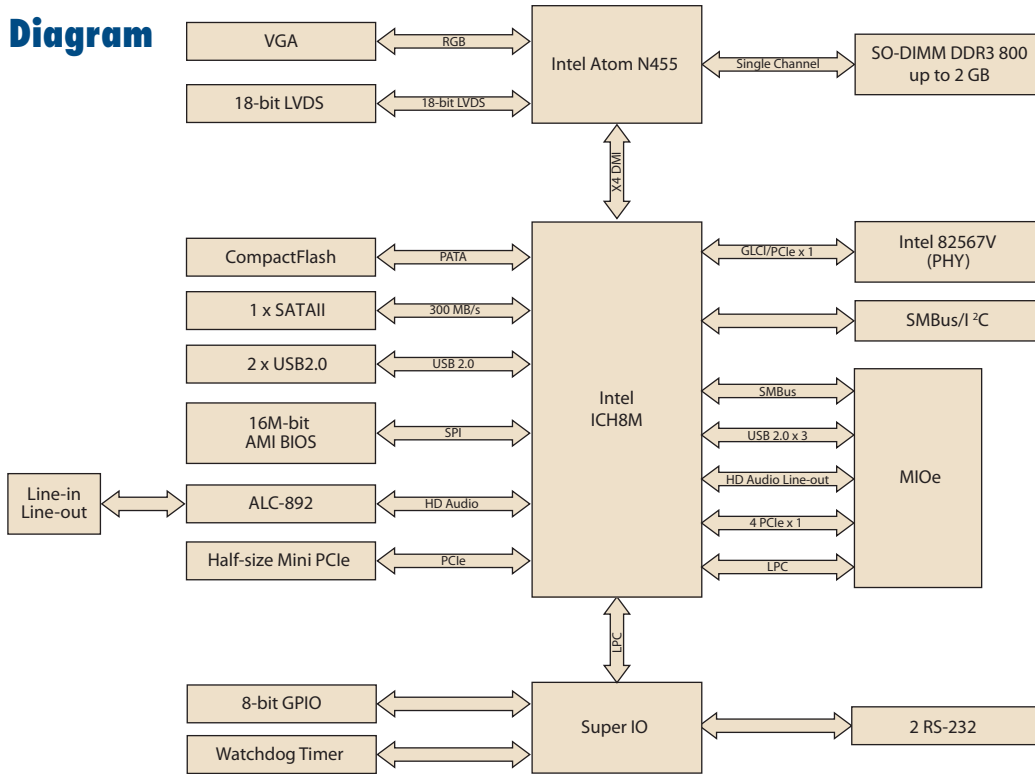 Diagram
VGA
RGB
Intel Atom N455
Single Channel
SO-DIMM DDR3 800
up to 2 GB
18-bit LVDS
18-bit LVDS
X4 DMI
CompactFlash
PATA
GLCI/PCIe x 1
Intel 82567V
(PHY)
1 x SATAII
300 MB/s
SMBus/I ²C
2 x USB2.0
USB 2.0
Intel
ICH8M
SMBus
16M-bit
AMI BIOS
SPI
USB 2.0 x 3
MIOe
Line-in
Line-out
ALC-892
HD Audio
HD Audio Line-out
4 PCIe x 1
Half-size Mini PCIe
PCIe
LPC
LPC
8-bit GPIO
Super IO
2 RS-232
Watchdog Timer